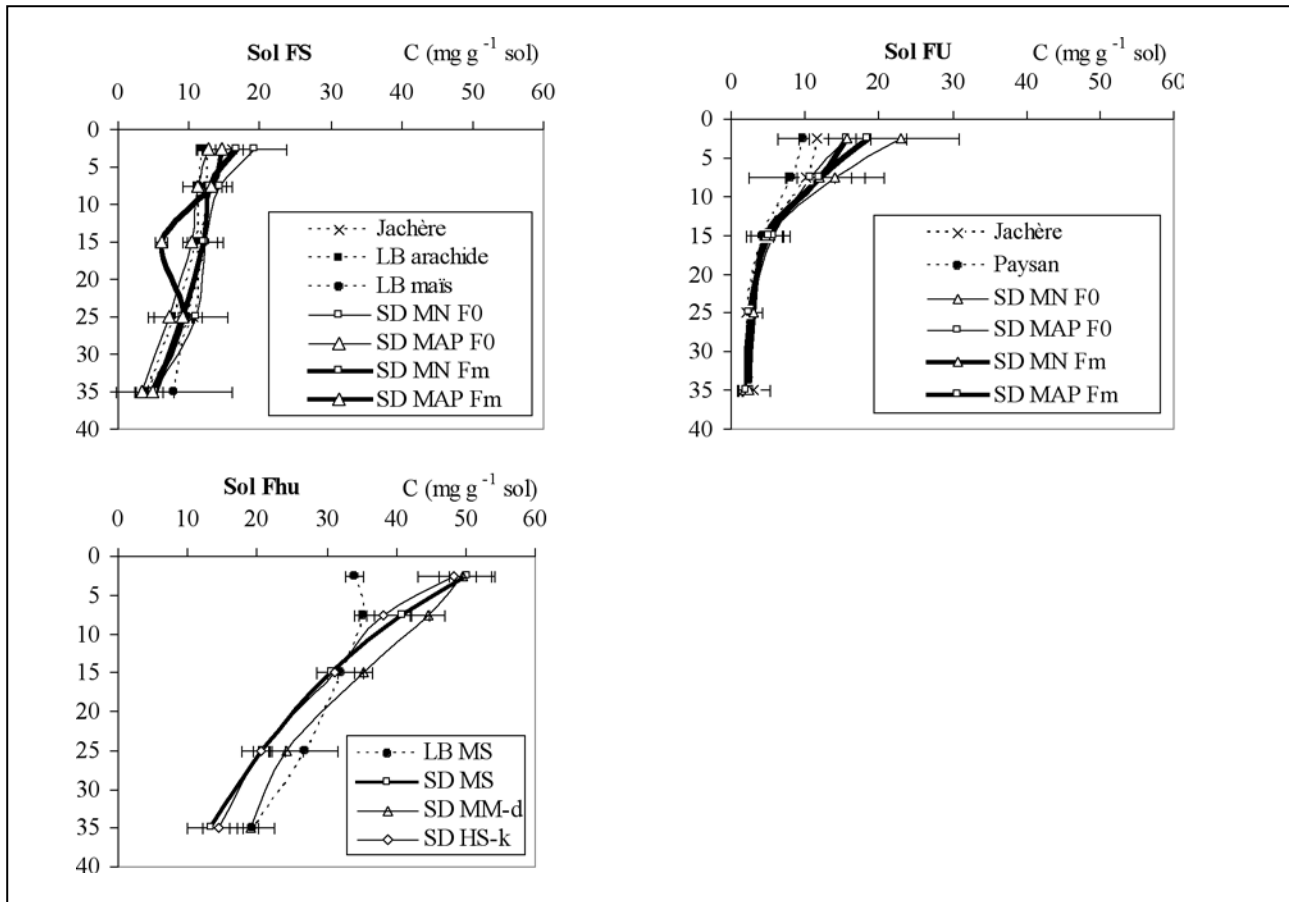 Sol FS C (mg g -1 sol)
0 10 20 30 40 50 60
0
5
10
15
20
25
30
35
40
Jachère
LB arachide
LB maïs
SD MN F0
SD MAP F0
SD MN Fm
SD MAP Fm
Sol FU C (mg g -1 sol)
0 10 20 30 40 50 60
0
5
10
15
20
25
30
35
40
Jachère
Paysan
SD MN F0
SD MAP F0
SD MN Fm
SD MAP Fm
Sol Fhu C (mg g -1 sol)
0 10 20 30 40 50 60
0
5
10
15
20
25
30
35
40
LB MS
SD MS
SD MM-d
SD HS-k